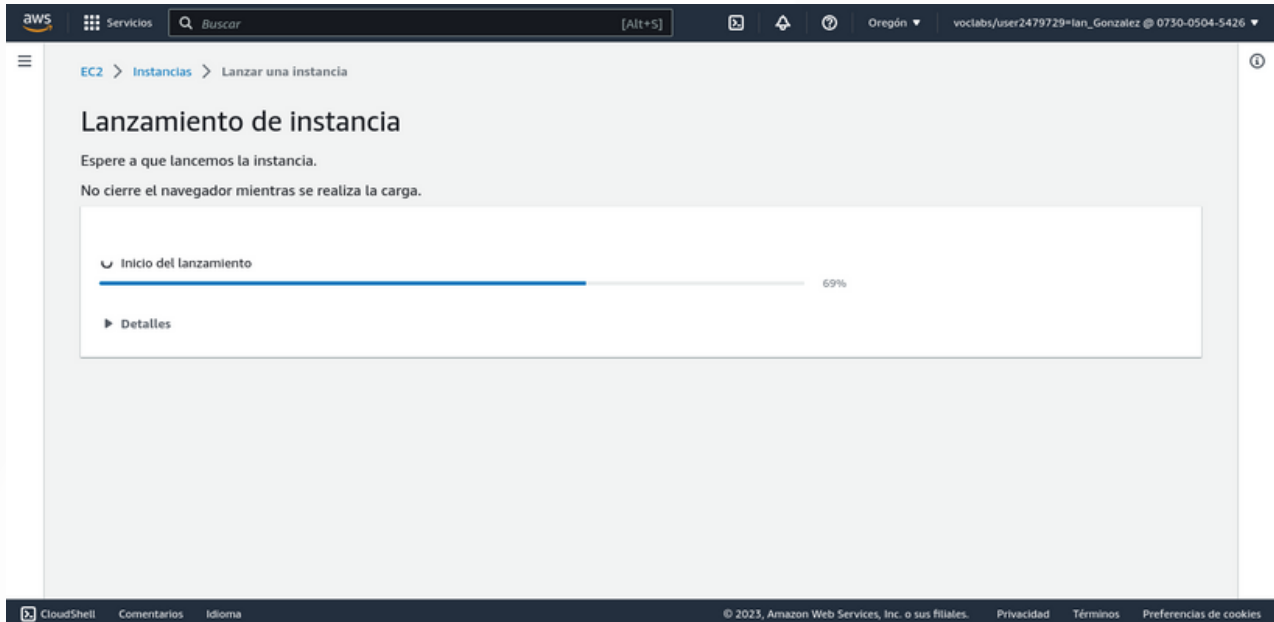 aws Servicios Buscar [Alt+S] Oregón voclabs/user2479729=Ian_Gonzalez @ 0730-0504-5426
EC2 Instancias Lanzar una instancia
Lanzamiento de instancia
Espere a que lancemos la instancia.
No cierre el navegador mientras se realiza la carga.
Inicio del lanzamiento
69%
Detalles
CloudShell Comentarios Idioma © 2023, Amazon Web Services, Inc. o sus filiales. Privacidad Términos Preferencias de cookies